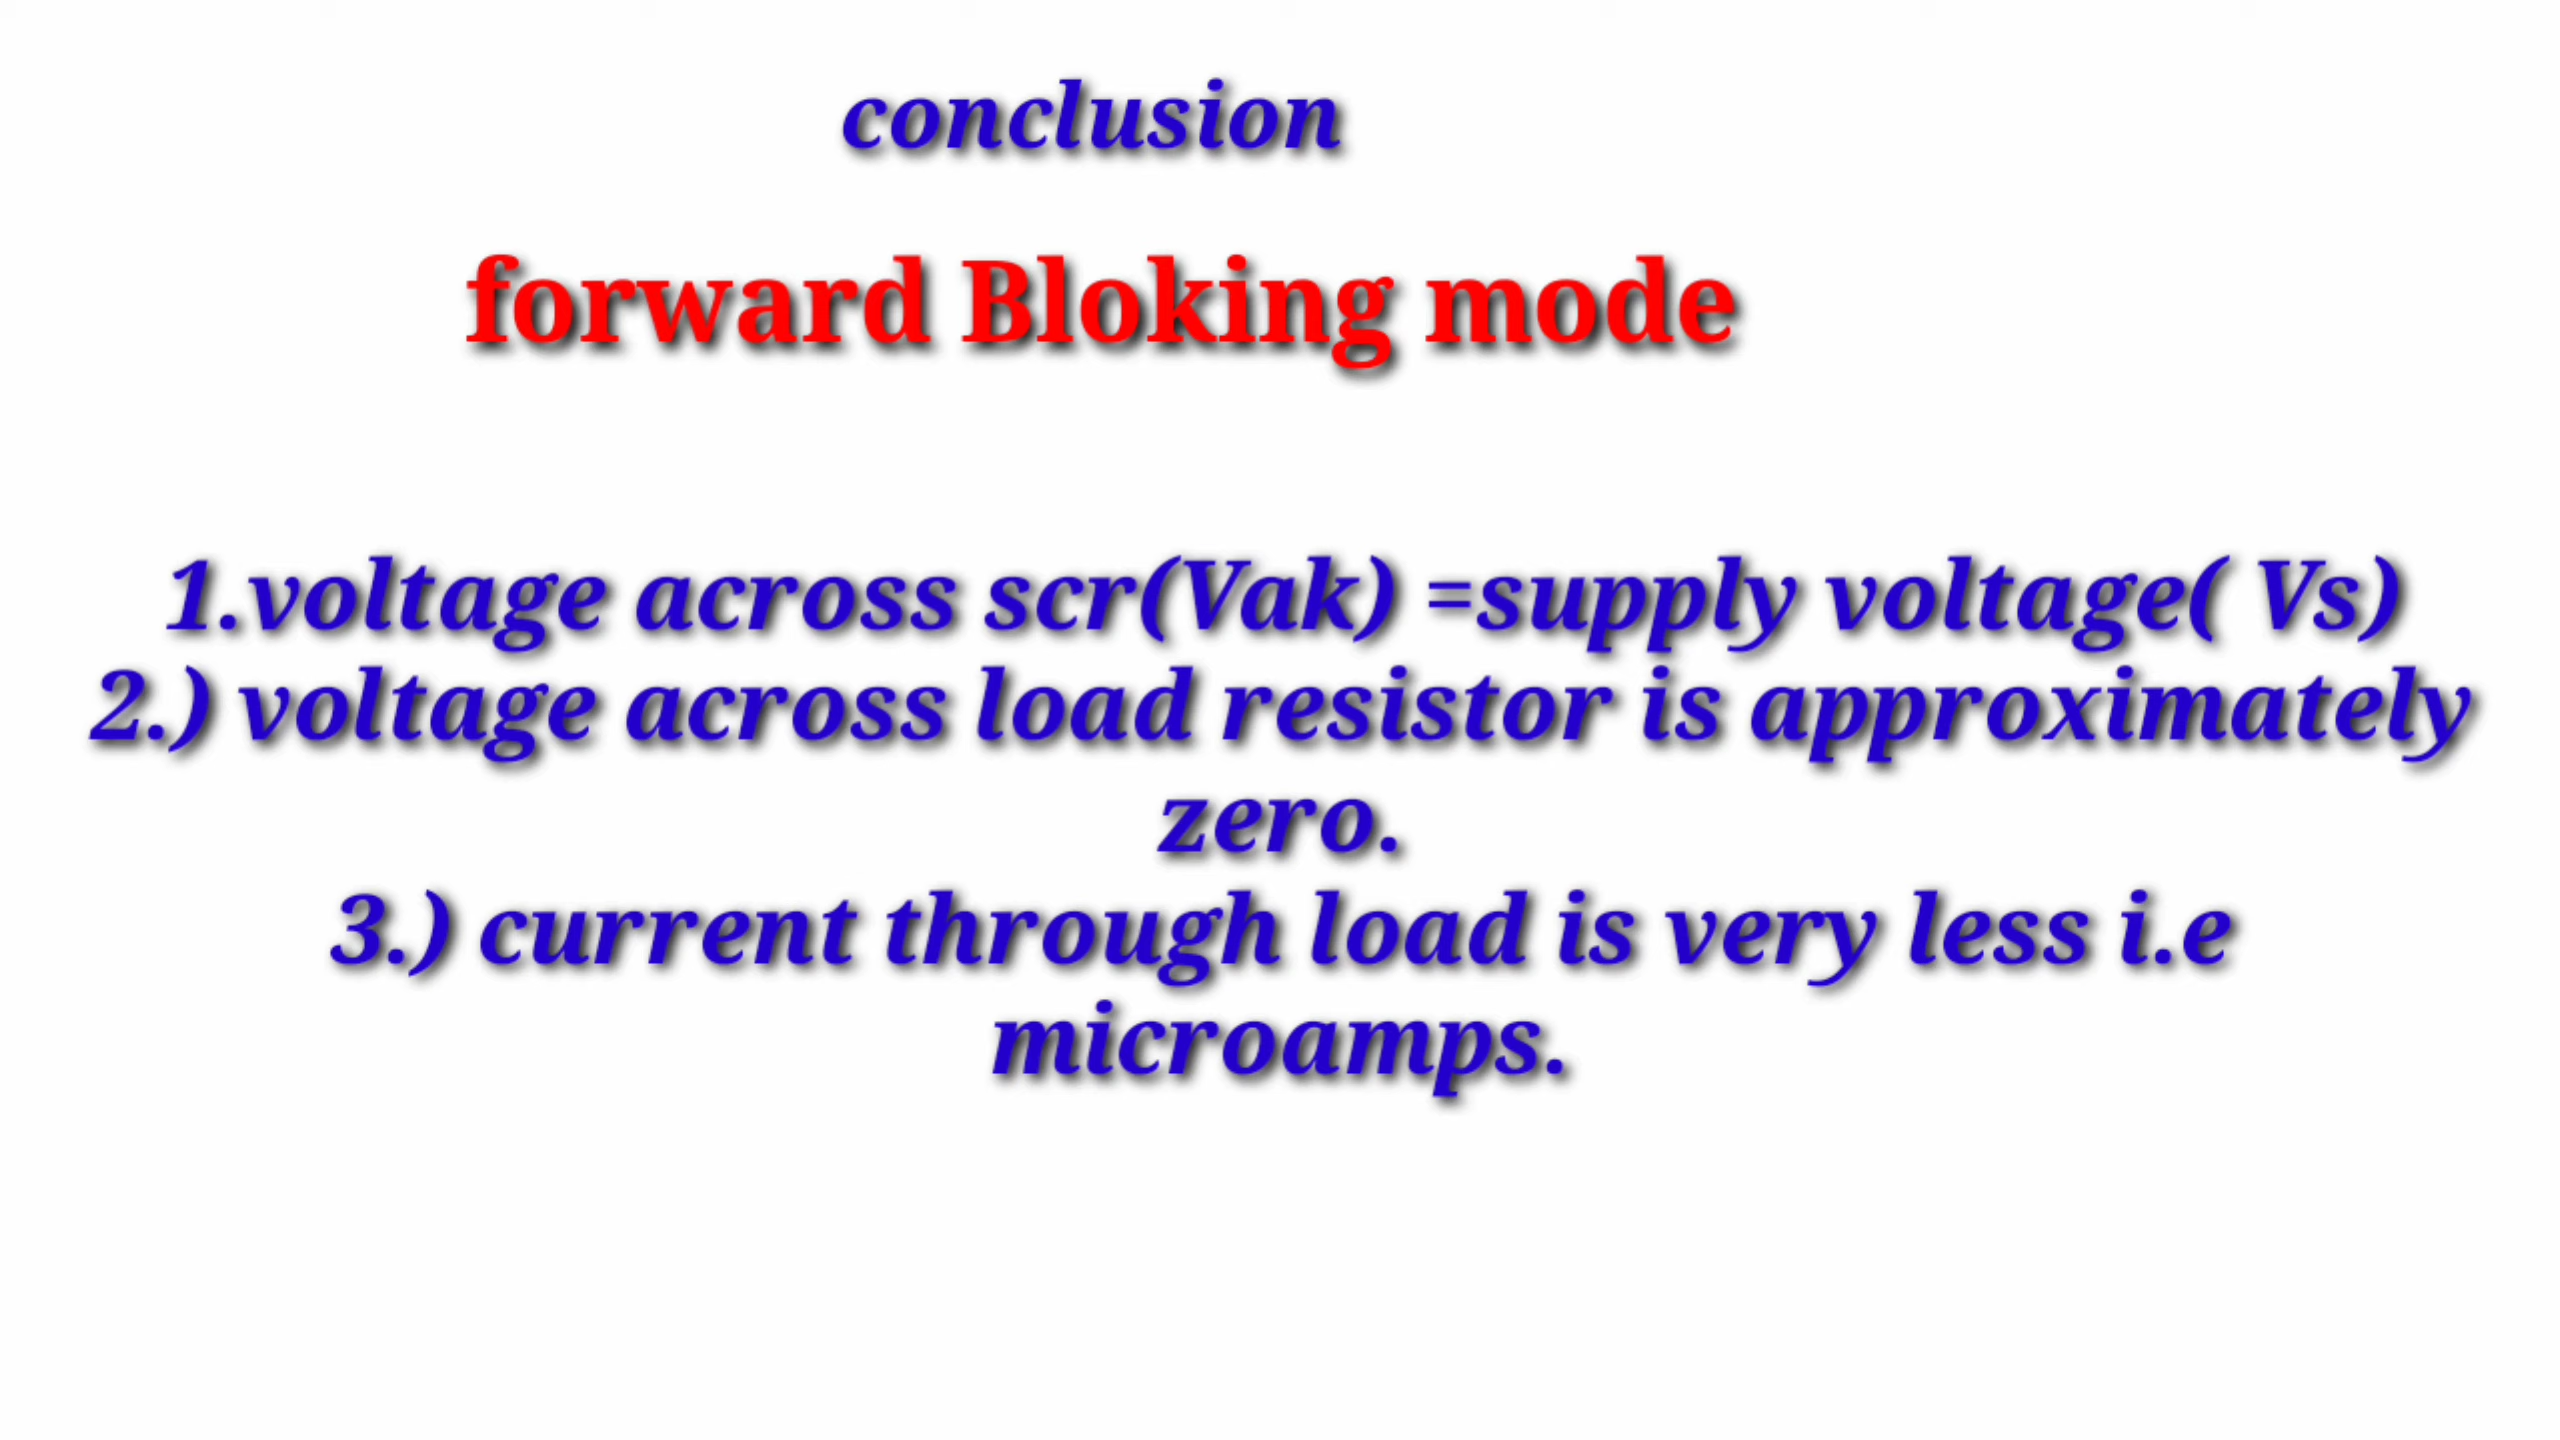 conclusion
forward Bloking mode
1.voltage across scr(Vak) =supply voltage( Vs)
2.) voltage across load resistor is approximately
zero.
3.) current through load is very less i.e
microamps.